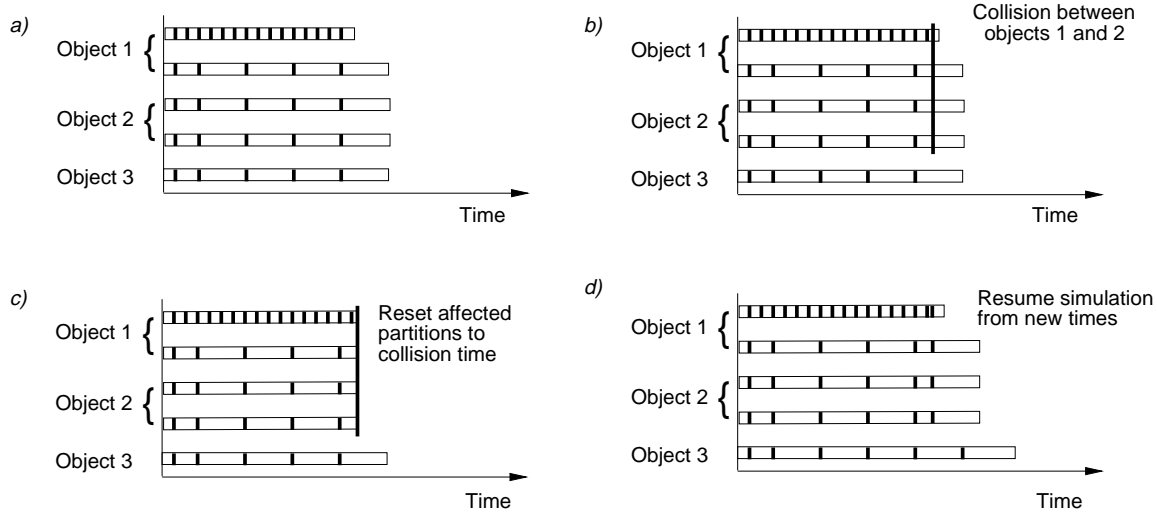 a)
Object 1 {
Object 2 {
Object 3
Time
b)
Collision between
objects 1 and 2
Object 1 {
Object 2 {
Object 3
Time
c)
Reset affected
partitions to
collision time
Object 1 {
Object 2 {
Object 3
Time
d)
Resume simulation
from new times
Object 1 {
Object 2 {
Object 3
Time